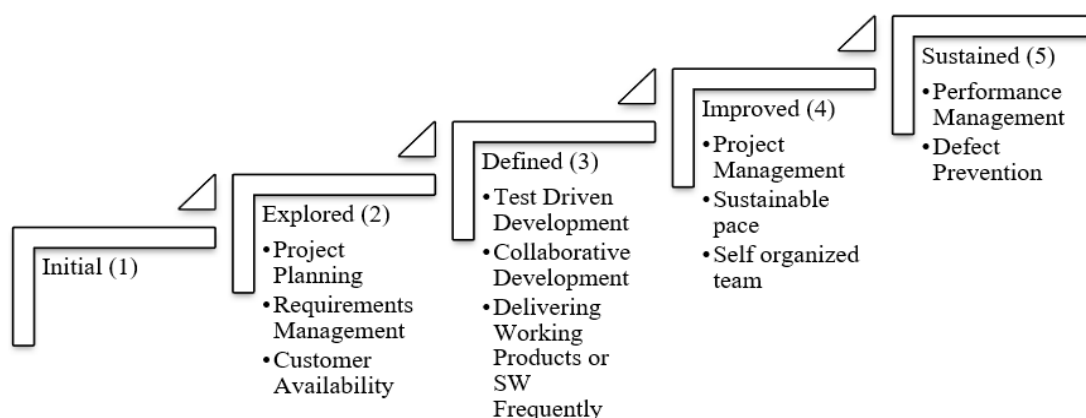 Initial (1)
Explored (2)
•Project
Planning
•Requirements
Management
•Customer
Availability
Defined (3)
•Test Driven
Development
•Collaborative
Development
•Delivering
Working
Products or
SW
Frequently
Improved (4)
•Project
Management
•Sustainable
pace
•Self organized
team
Sustained (5)
•Performance
Management
•Defect
Prevention